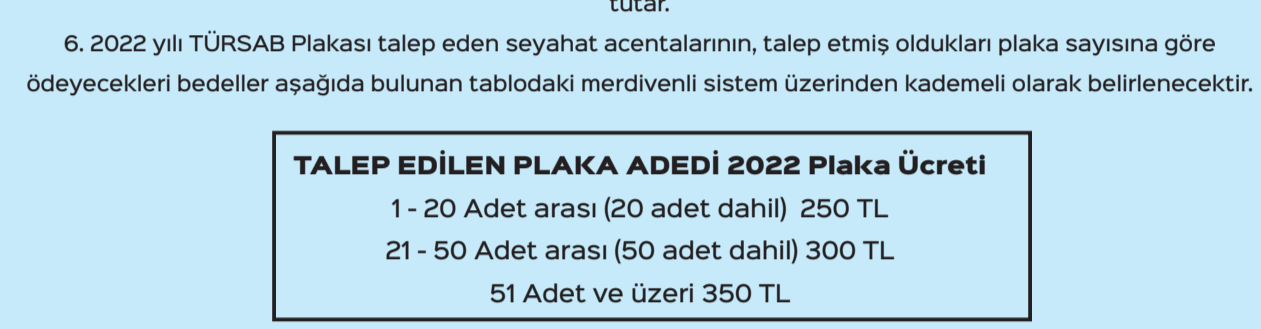 tutar.
6. 2022 yılı TÜRSAB Plakası talep eden seyahat acentalarının, talep etmiş oldukları plaka sayısına göre
ödeyecekleri bedeller aşağıda bulunan tablodaki merdivenli sistem üzerinden kademeli olarak belirlenecektir.
TALEP EDİLEN PLAKA ADEDİ 2022 Plaka Ücreti
1 - 20 Adet arası (20 adet dahil) 250 TL
21 - 50 Adet arası (50 adet dahil) 300 TL
51 Adet ve üzeri 350 TL